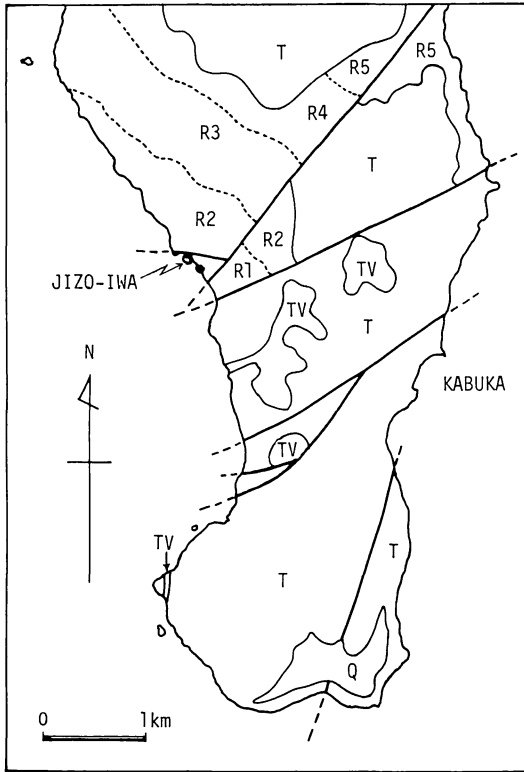 T
R5
R5
R4
R3
T
R2
R2
R1
JIZO-IWA
TV
TV
T
N
KABUKA
TV
TV
T
T
Q
0 1km